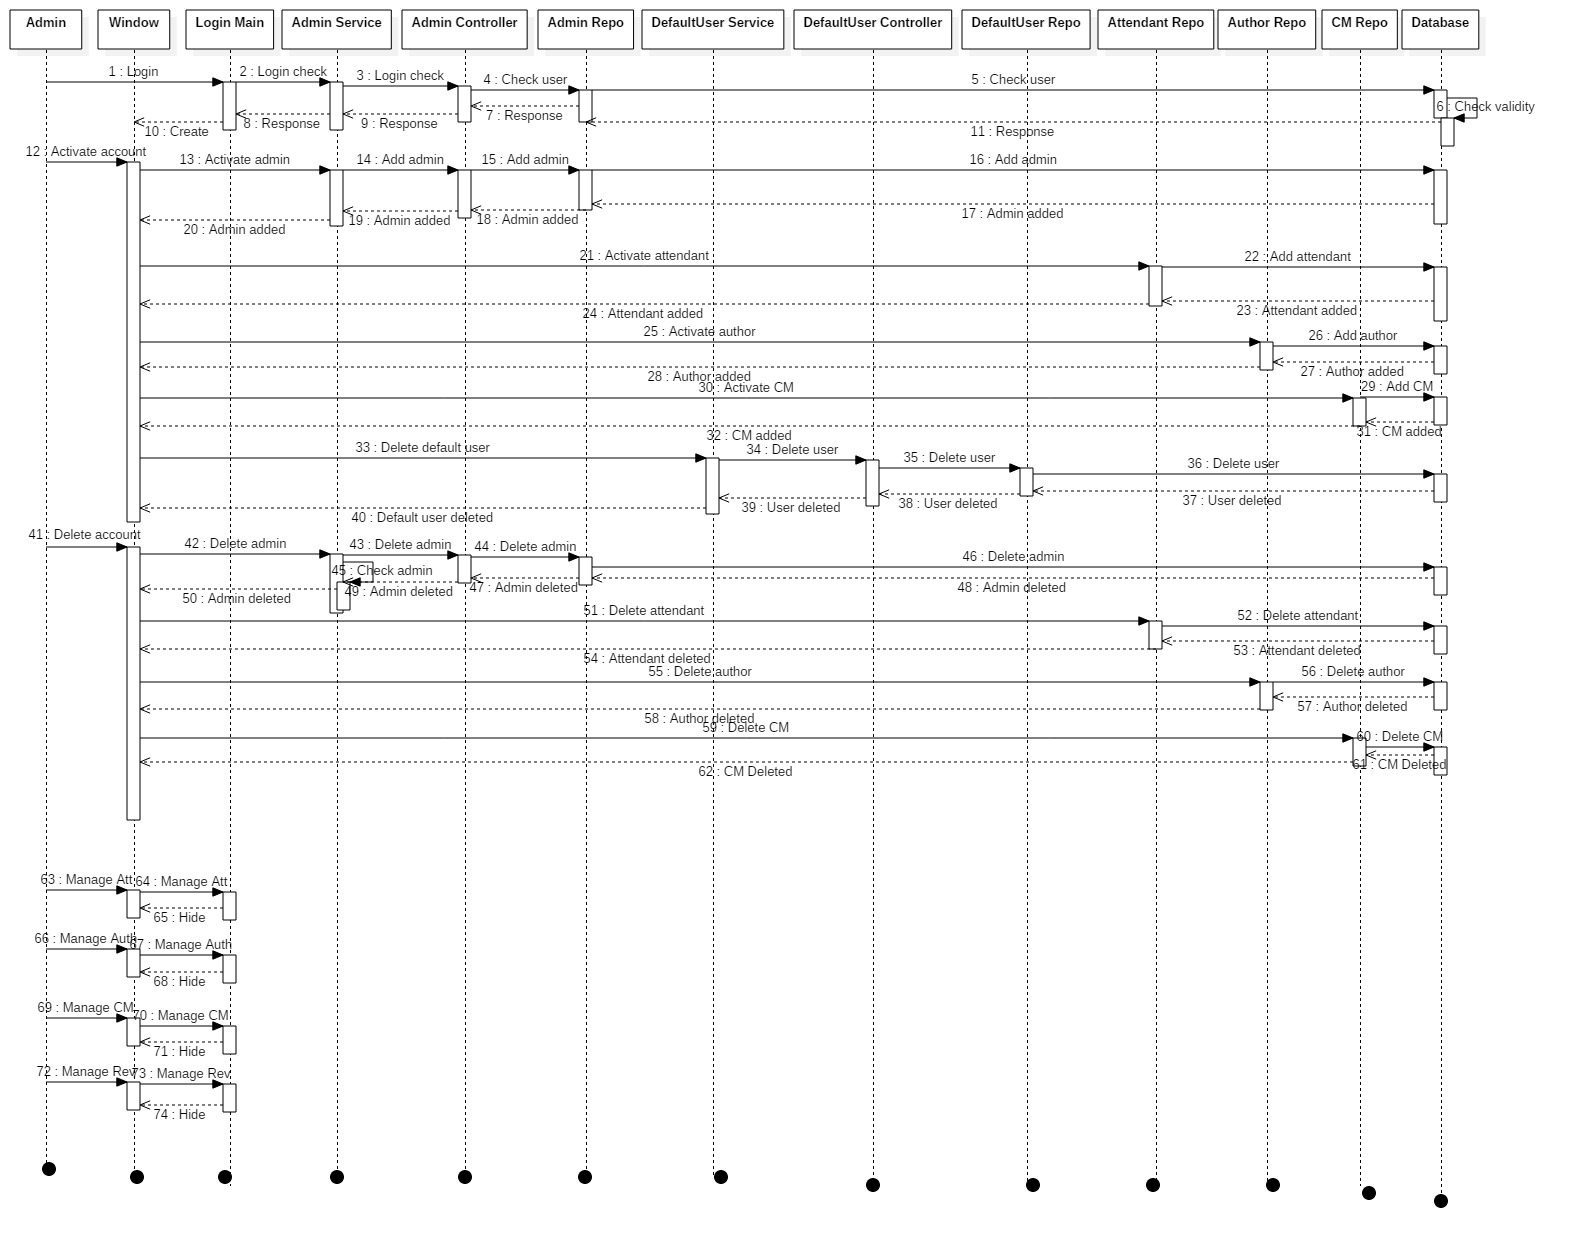 Admin
Window
Login Main
Admin Service
Admin Controller
Admin Repo
DefaultUser Service
DefaultUser Controller
DefaultUser Repo
Attendant Repo
Author Repo
CM Repo
Database
1 : Login
2 : Login check
3 : Login check
4 : Check user
5 : Check user
6 : Check validity
7 : Response
8 : Response
9 : Response
10 : Create
11 : Response
12 : Activate account
13 : Activate admin
14 : Add admin
15 : Add admin
16 : Add admin
17 : Admin added
18 : Admin added
19 : Admin added
20 : Admin added
21 : Activate attendant
22 : Add attendant
23 : Attendant added
24 : Attendant added
25 : Activate author
26 : Add author
27 : Author added
28 : Author added
29 : Add CM
30 : Activate CM
31 : CM added
32 : CM added
33 : Delete default user
34 : Delete user
35 : Delete user
36 : Delete user
37 : User deleted
38 : User deleted
39 : User deleted
40 : Default user deleted
41 : Delete account
42 : Delete admin
43 : Delete admin
44 : Delete admin
45 : Check admin
46 : Delete admin
47 : Admin deleted
48 : Admin deleted
49 : Admin deleted
50 : Admin deleted
51 : Delete attendant
52 : Delete attendant
53 : Attendant deleted
54 : Attendant deleted
55 : Delete author
56 : Delete author
57 : Author deleted
58 : Author deleted
59 : Delete CM
60 : Delete CM
61 : CM Deleted
62 : CM Deleted
63 : Manage Att
64 : Manage Att
65 : Hide
66 : Manage Auth
67 : Manage Auth
68 : Hide
69 : Manage CM
70 : Manage CM
71 : Hide
72 : Manage Rev
73 : Manage Rev
74 : Hide